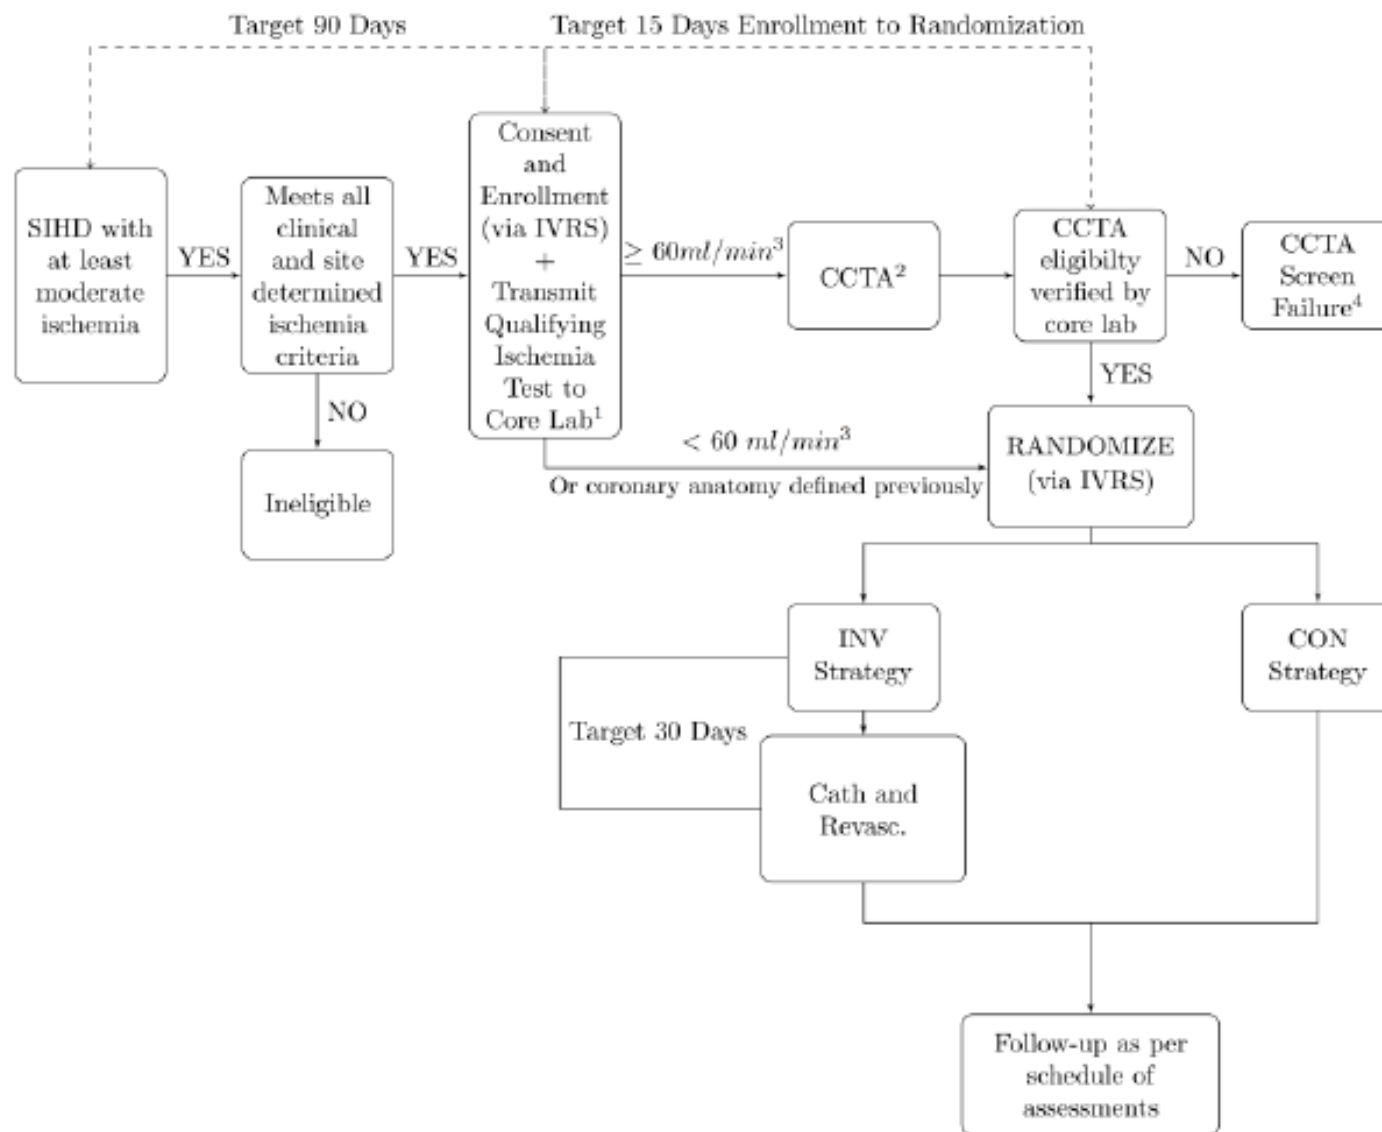 Target 90 Days
Target 15 Days Enrollment to Randomization
SIHD with
at least
moderate
ischemia
YES
Meets all
clinical
and site
determined
ischemia
criteria
NO
Ineligible
YES
Consent
and
Enrollment
(via IVRS)
+
Transmit
Qualifying
Ischemia
Test to
Core Lab¹
≥ 60ml/min³
CCTA²
CCTA
eligibilty
verified by
core lab
NO
CCTA
Screen
Failure⁴
YES
< 60 ml/min³
Or coronary anatomy defined previously
RANDOMIZE
(via IVRS)
INV
Strategy
CON
Strategy
Target 30 Days
Cath and
Revasc.
Follow-up as per
schedule of
assessments